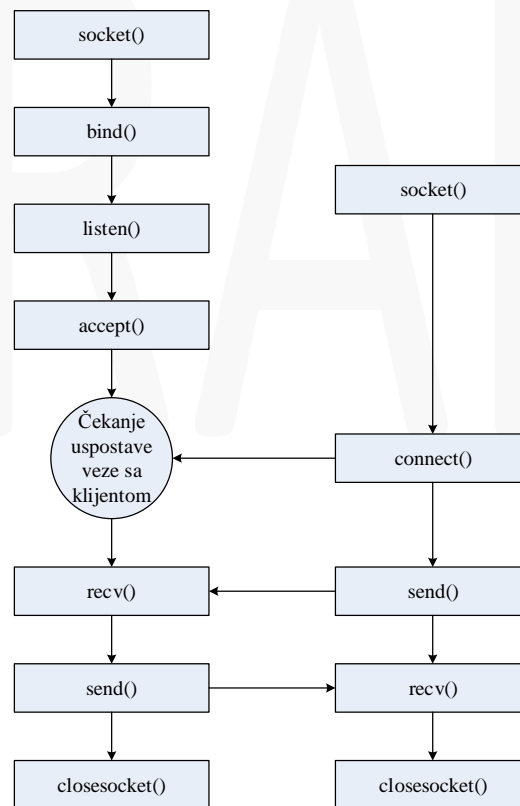 socket()
bind()
listen()
accept()
Čekanje
uspostave
veze sa
klijentom
recv()
send()
closesocket()
socket()
connect()
send()
recv()
closesocket()